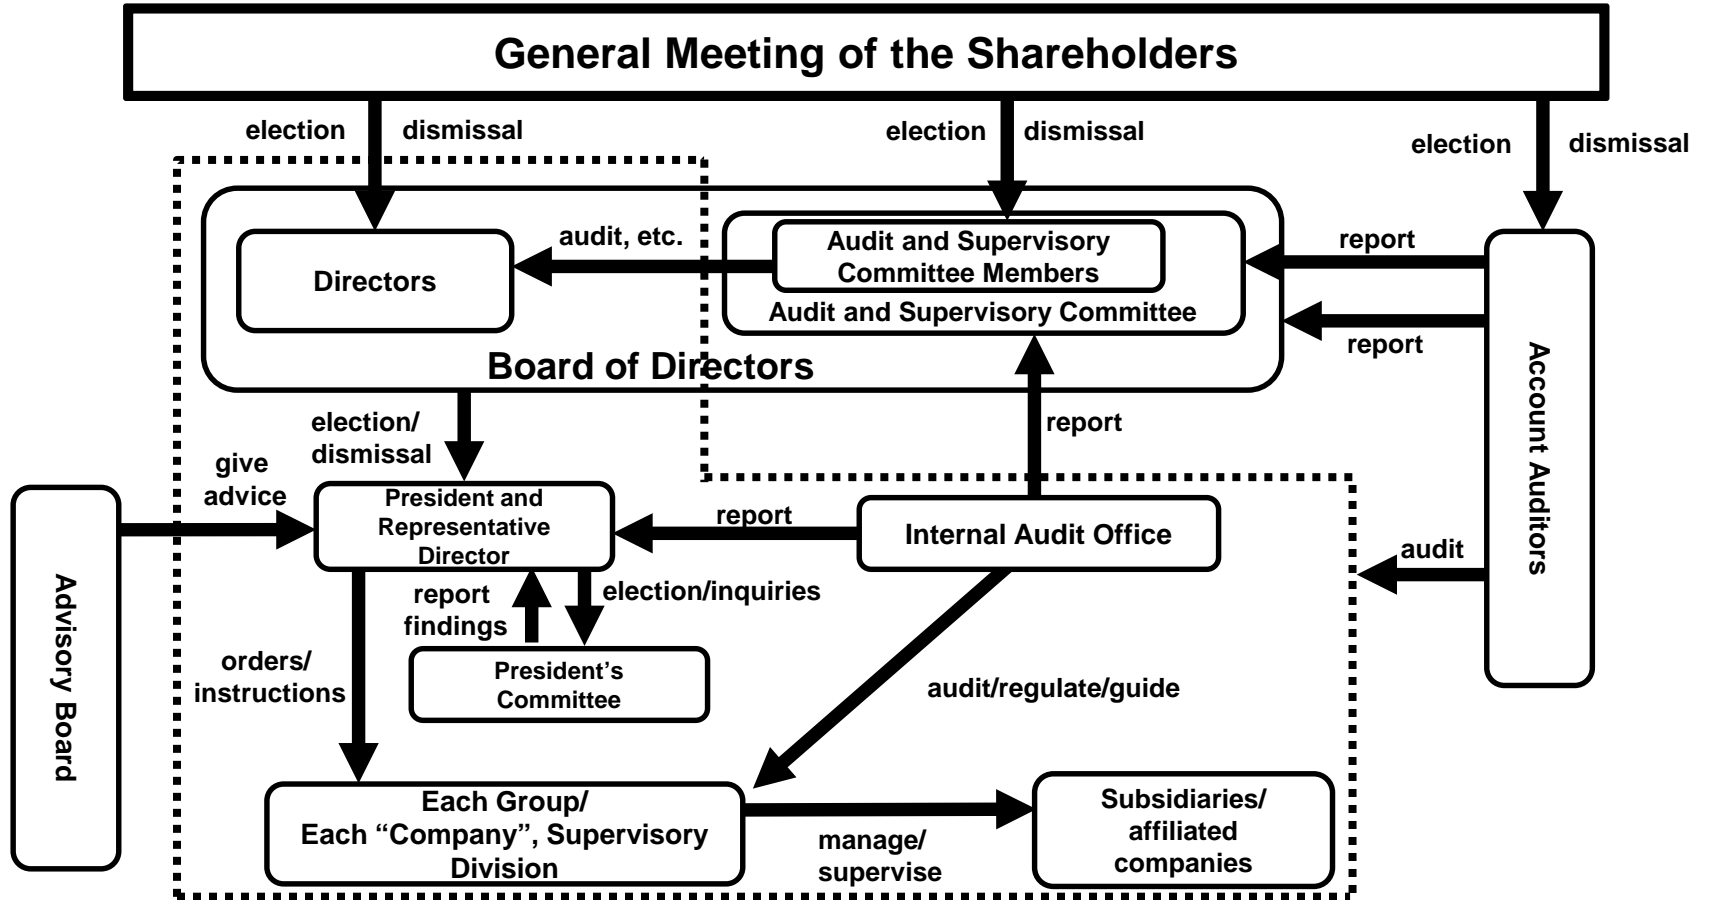 General Meeting of the Shareholders
election
dismissal
election
dismissal
election
dismissal
Directors
audit, etc.
Audit and Supervisory
Committee Members
Audit and Supervisory Committee
Board of Directors
report
report
Account Auditors
election/
dismissal
report
give
advice
Advisory Board
President and
Representative
Director
report
Internal Audit Office
audit
report
findings
election/inquiries
orders/
instructions
President’s
Committee
audit/regulate/guide
Each Group/
Each “Company”, Supervisory
Division
manage/
supervise
Subsidiaries/
affiliated
companies